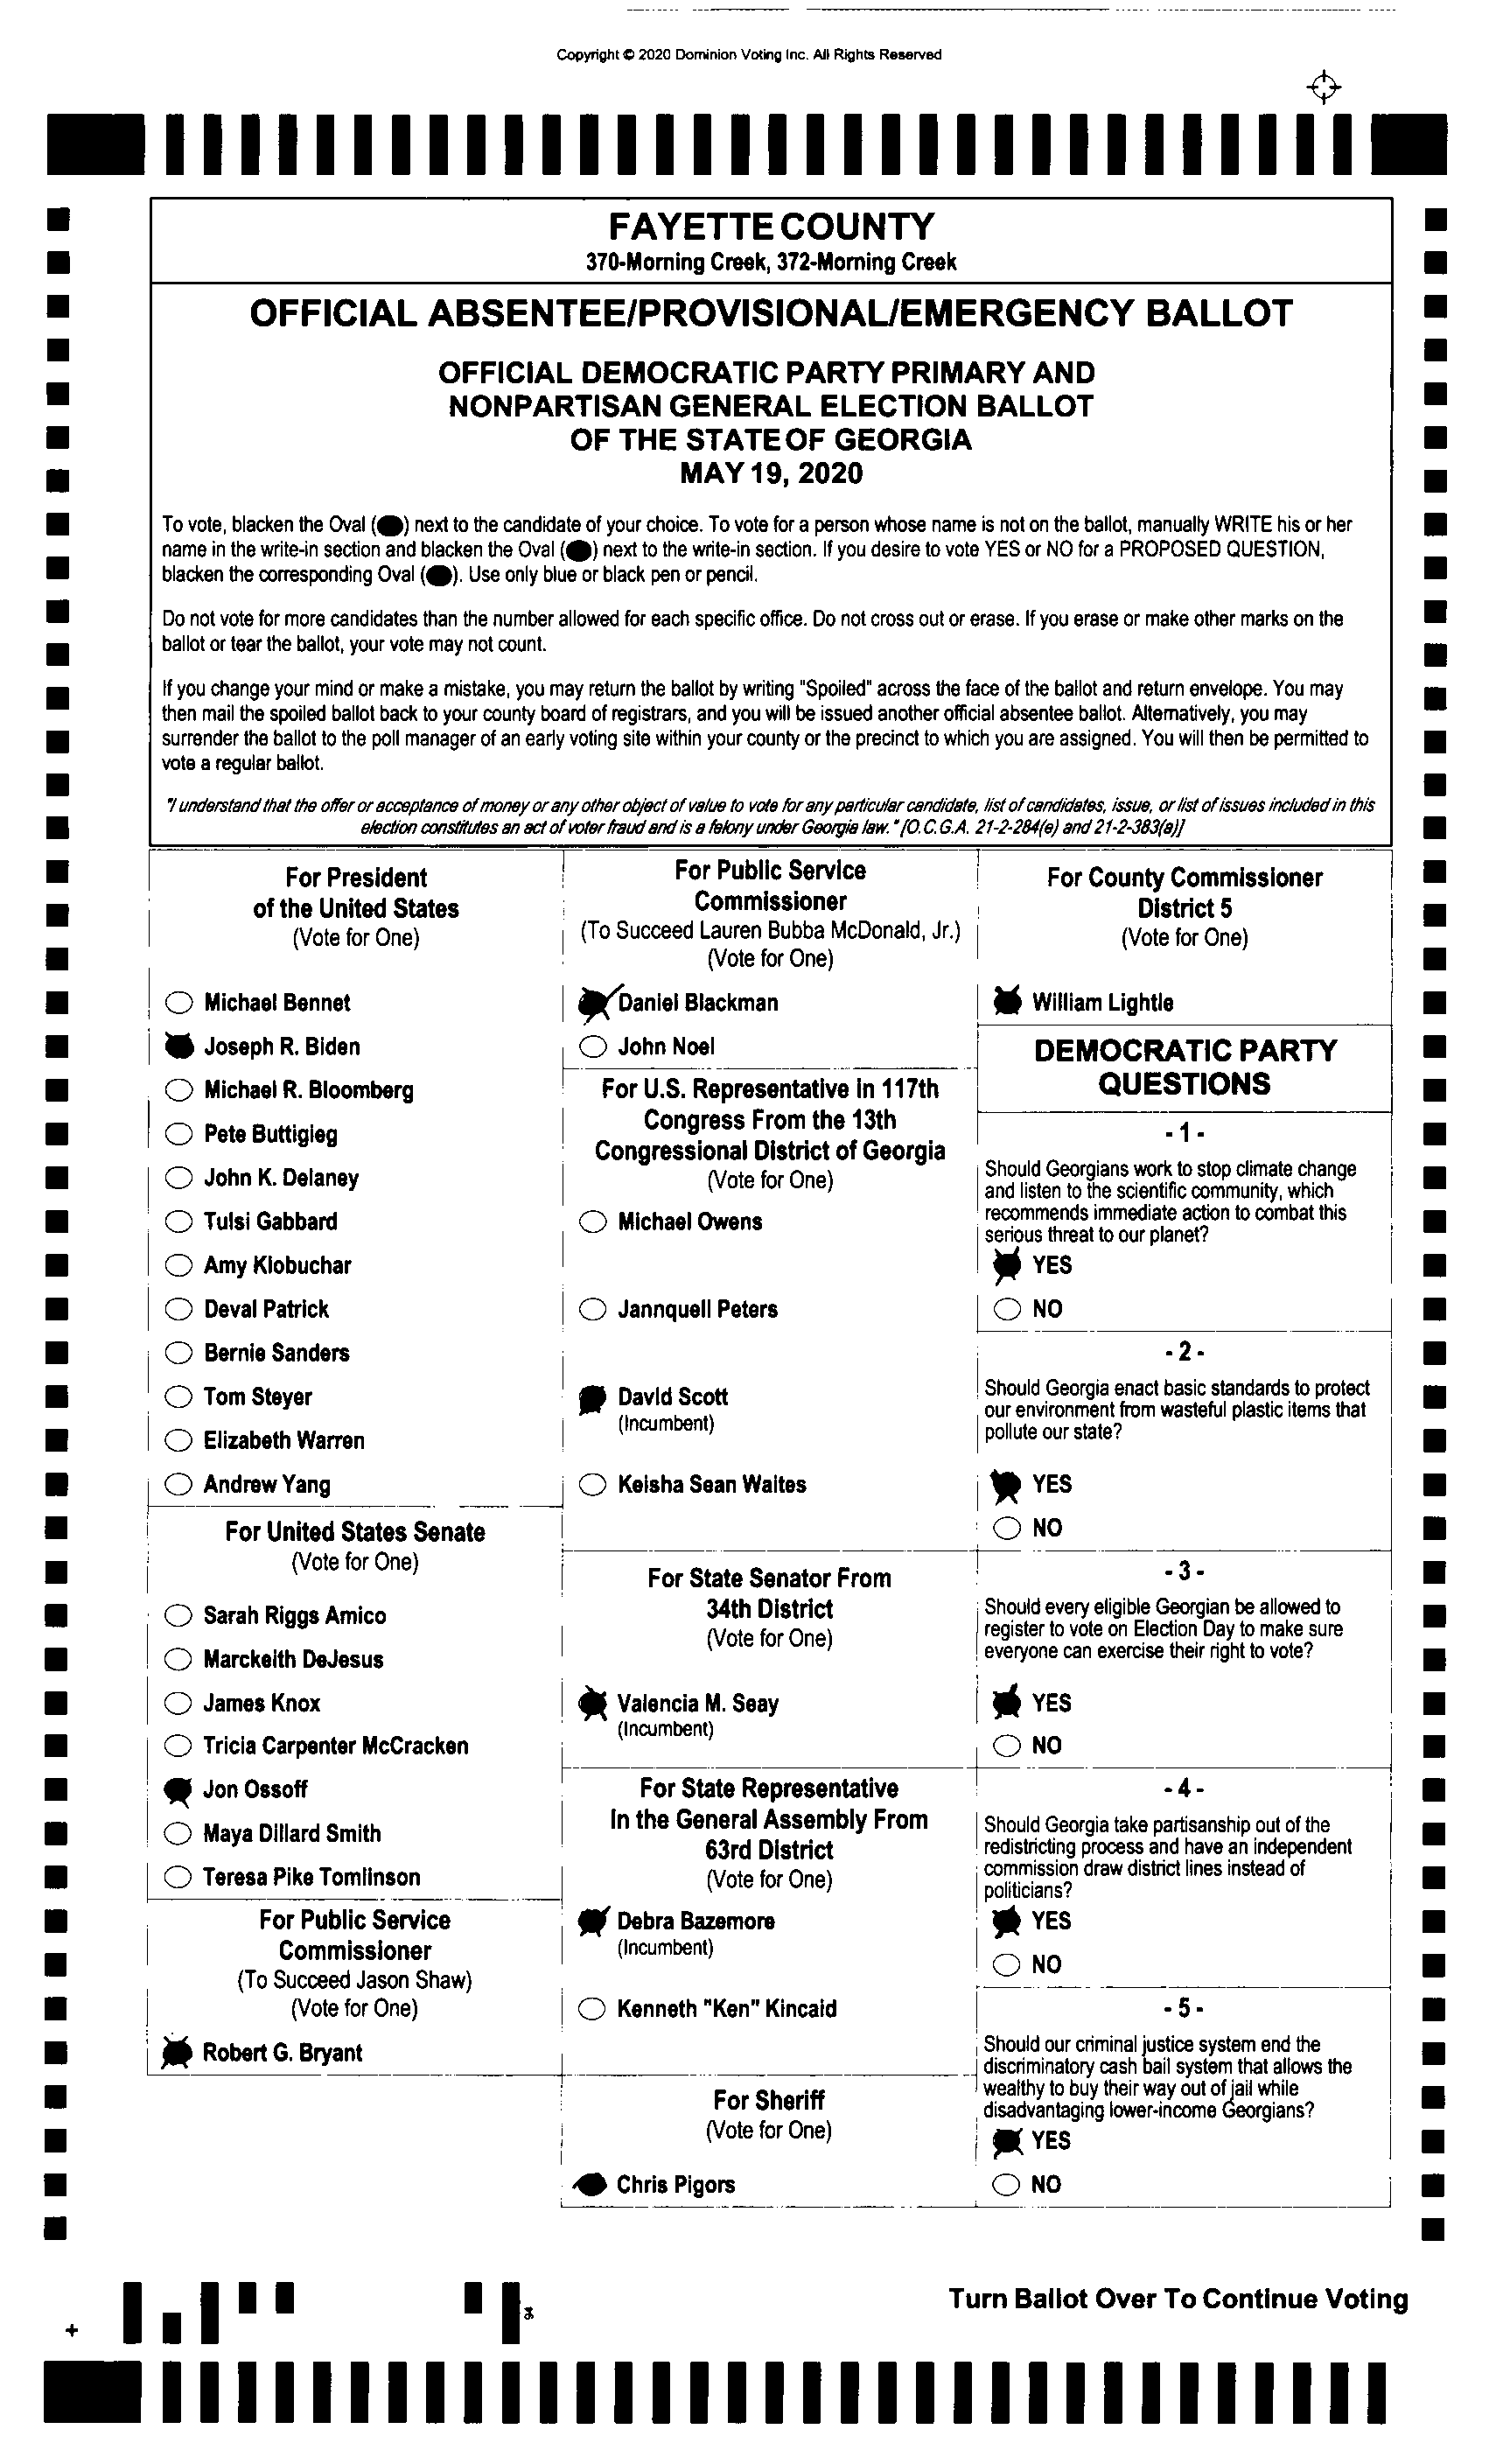 Copyright © 2020 Dominion Voting Inc. All Rights Reserved
FAYETTE COUNTY
370-Morning Creek, 372-Morning Creek
OFFICIAL ABSENTEE/PROVISIONAL/EMERGENCY BALLOT
OFFICIAL DEMOCRATIC PARTY PRIMARY AND
NONPARTISAN GENERAL ELECTION BALLOT
OF THE STATE OF GEORGIA
MAY 19, 2020
To vote, blacken the Oval ( ) next to the candidate of your choice. To vote for a person whose name is not on the ballot, manually WRITE his or her
name in the write-in section and blacken the Oval ( ) next to the write-in section. If you desire to vote YES or NO for a PROPOSED QUESTION,
blacken the corresponding Oval ( ). Use only blue or black pen or pencil.
Do not vote for more candidates than the number allowed for each specific office. Do not cross out or erase. If you erase or make other marks on the
ballot or tear the ballot, your vote may not count.
If you change your mind or make a mistake, you may return the ballot by writing "Spoiled" across the face of the ballot and return envelope. You may
then mail the spoiled ballot back to your county board of registrars, and you will be issued another official absentee ballot. Alternatively, you may
surrender the ballot to the poll manager of an early voting site within your county or the precinct to which you are assigned. You will then be permitted to
vote a regular ballot.
"I understand that the offer or acceptance of money or any other object of value to vote for any particular candidate, list of candidates, issue, or list of issues included in this
election constitutes an act of voter fraud and is a felony under Georgia law." [O.C.G.A. 21-2-284(e) and 21-2-383(a)]
For President
of the United States
(Vote for One)
Michael Bennet
Joseph R. Biden
Michael R. Bloomberg
Pete Buttigieg
John K. Delaney
Tulsi Gabbard
Amy Klobuchar
Deval Patrick
Bernie Sanders
Tom Steyer
Elizabeth Warren
Andrew Yang
For United States Senate
(Vote for One)
Sarah Riggs Amico
Marckeith DeJesus
James Knox
Tricia Carpenter McCracken
Jon Ossoff
Maya Dillard Smith
Teresa Pike Tomlinson
For Public Service
Commissioner
(To Succeed Jason Shaw)
(Vote for One)
Robert G. Bryant
For Public Service
Commissioner
(To Succeed Lauren Bubba McDonald, Jr.)
(Vote for One)
Daniel Blackman
John Noel
For U.S. Representative in 117th
Congress From the 13th
Congressional District of Georgia
(Vote for One)
Michael Owens
Jannquell Peters
David Scott
(Incumbent)
Keisha Sean Waites
For State Senator From
34th District
(Vote for One)
Valencia M. Seay
(Incumbent)
For State Representative
In the General Assembly From
63rd District
(Vote for One)
Debra Bazemore
(Incumbent)
Kenneth "Ken" Kincaid
For Sheriff
(Vote for One)
Chris Pigors
For County Commissioner
District 5
(Vote for One)
William Lightle
DEMOCRATIC PARTY
QUESTIONS
- 1 -
Should Georgians work to stop climate change
and listen to the scientific community, which
recommends immediate action to combat this
serious threat to our planet?
YES
NO
- 2 -
Should Georgia enact basic standards to protect
our environment from wasteful plastic items that
pollute our state?
YES
NO
- 3 -
Should every eligible Georgian be allowed to
register to vote on Election Day to make sure
everyone can exercise their right to vote?
YES
NO
- 4 -
Should Georgia take partisanship out of the
redistricting process and have an independent
commission draw district lines instead of
politicians?
YES
NO
- 5 -
Should our criminal justice system end the
discriminatory cash bail system that allows the
wealthy to buy their way out of jail while
disadvantaging lower-income Georgians?
YES
NO
Turn Ballot Over To Continue Voting
94
+